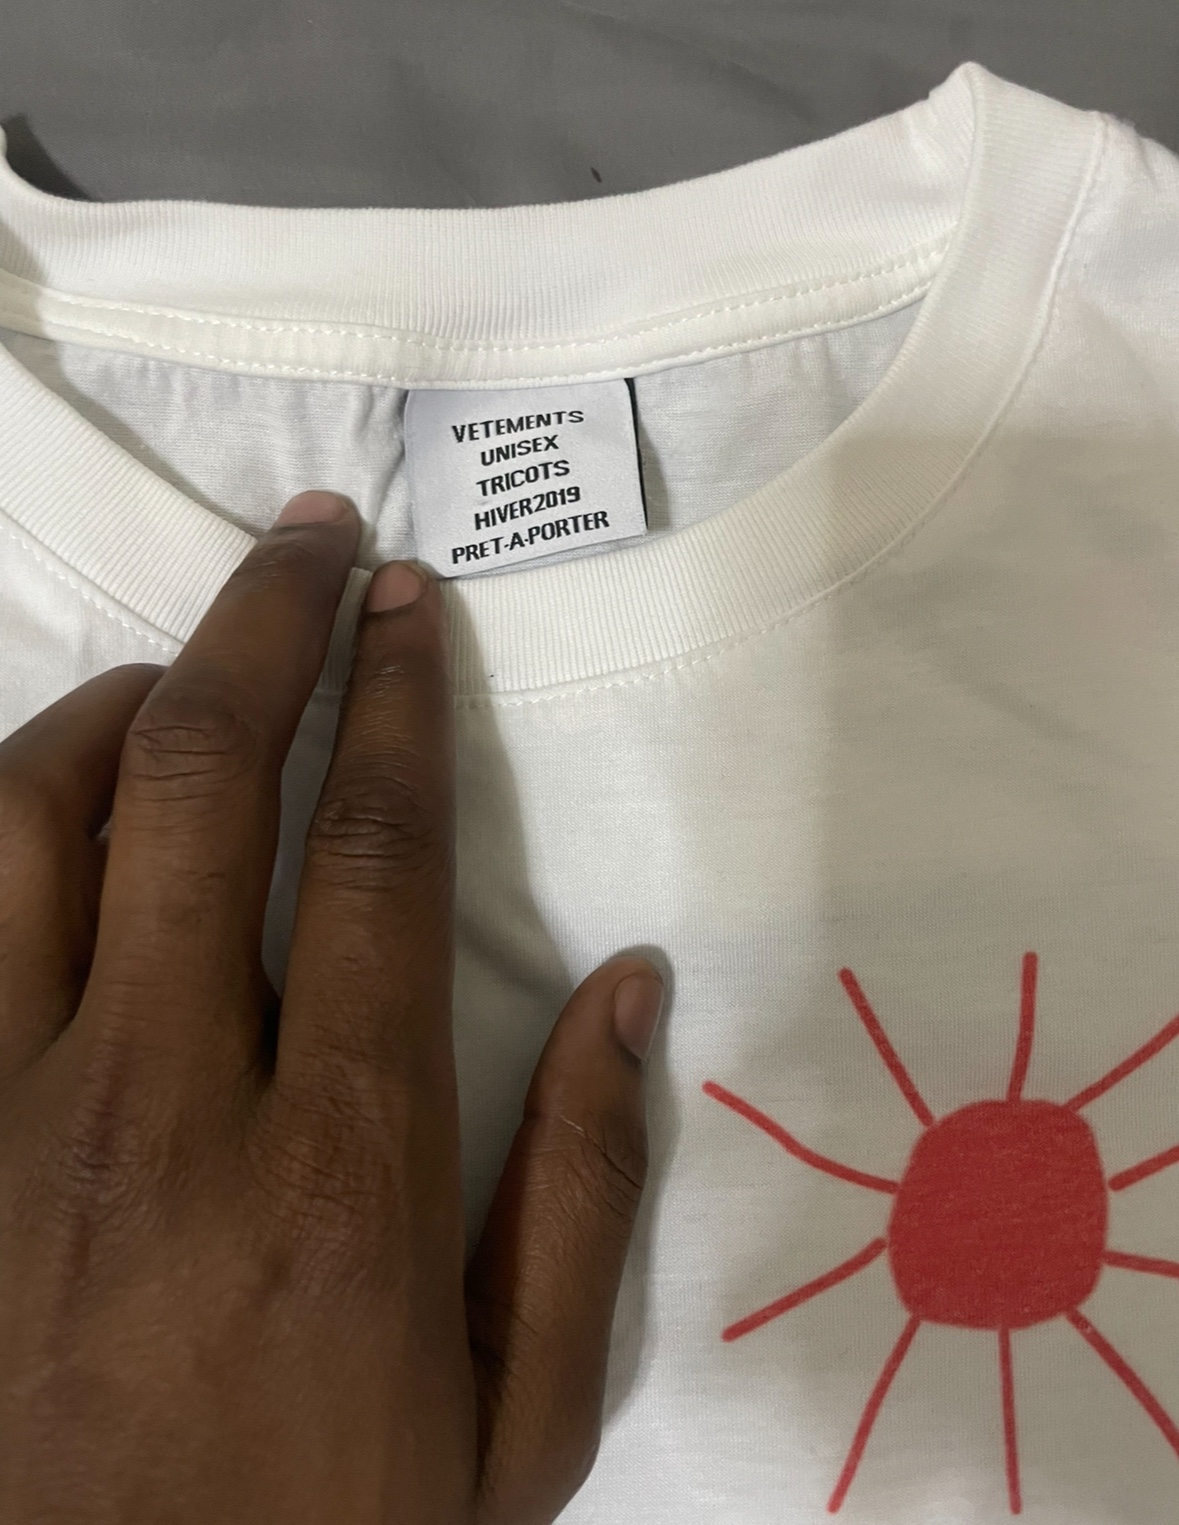 VETEMENTS
UNISEX
TRICOTS
HIVER2019
PRET-A-PORTER